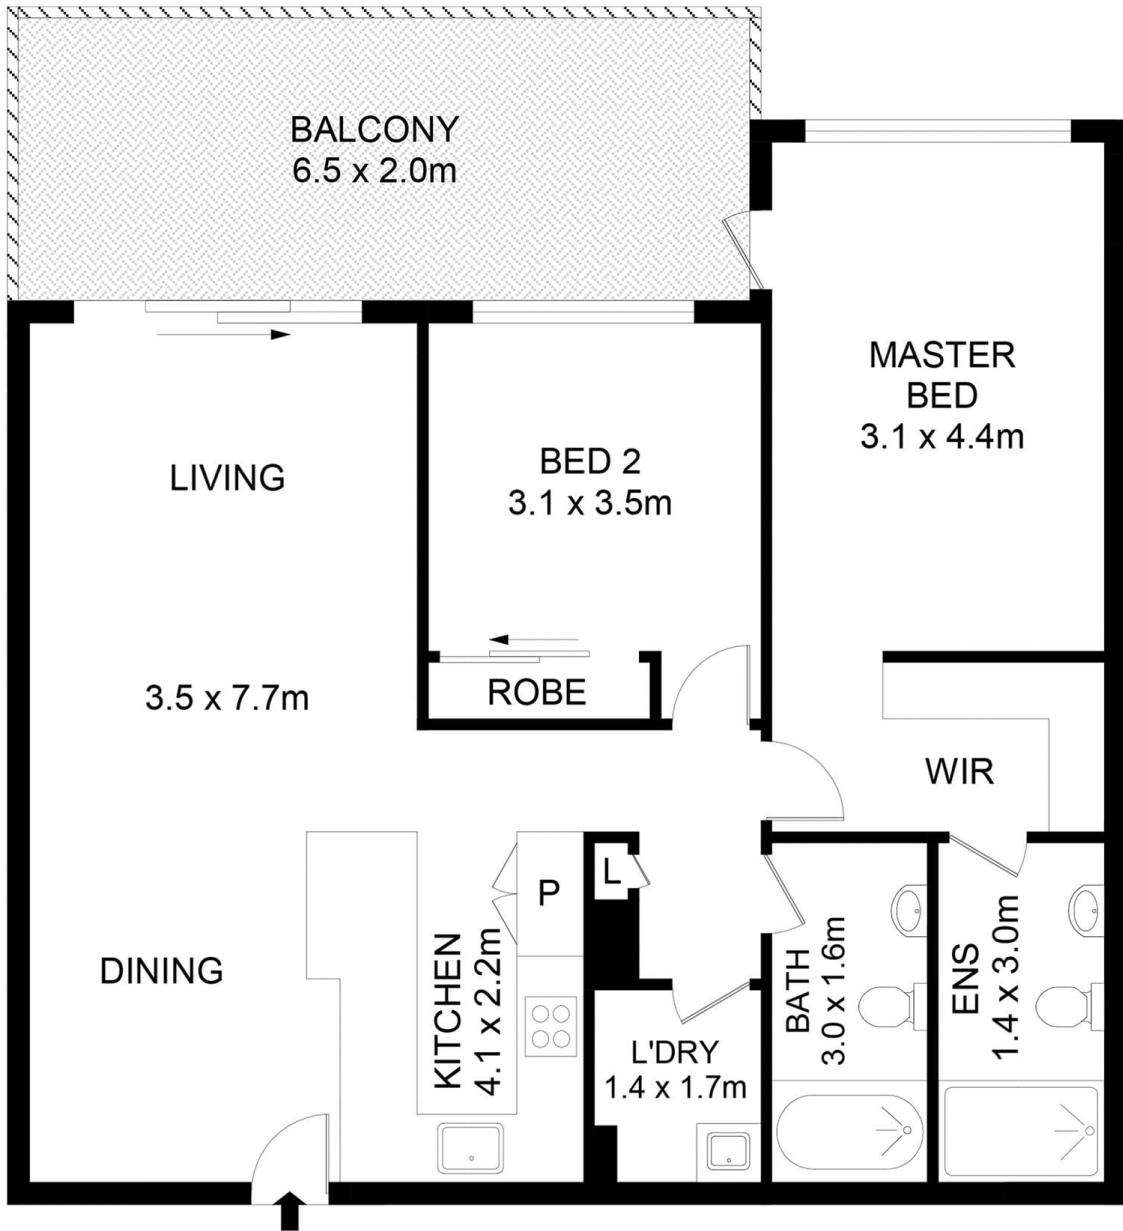 BALCONY
6.5 x 2.0m
MASTER
BED
3.1 x 4.4m
LIVING
BED 2
3.1 x 3.5m
3.5 x 7.7m
ROBE
WIR
L
P
DINING
KITCHEN
4.1 x 2.2m
L'DRY
1.4 x 1.7m
BATH
3.0 x 1.6m
ENS
1.4 x 3.0m